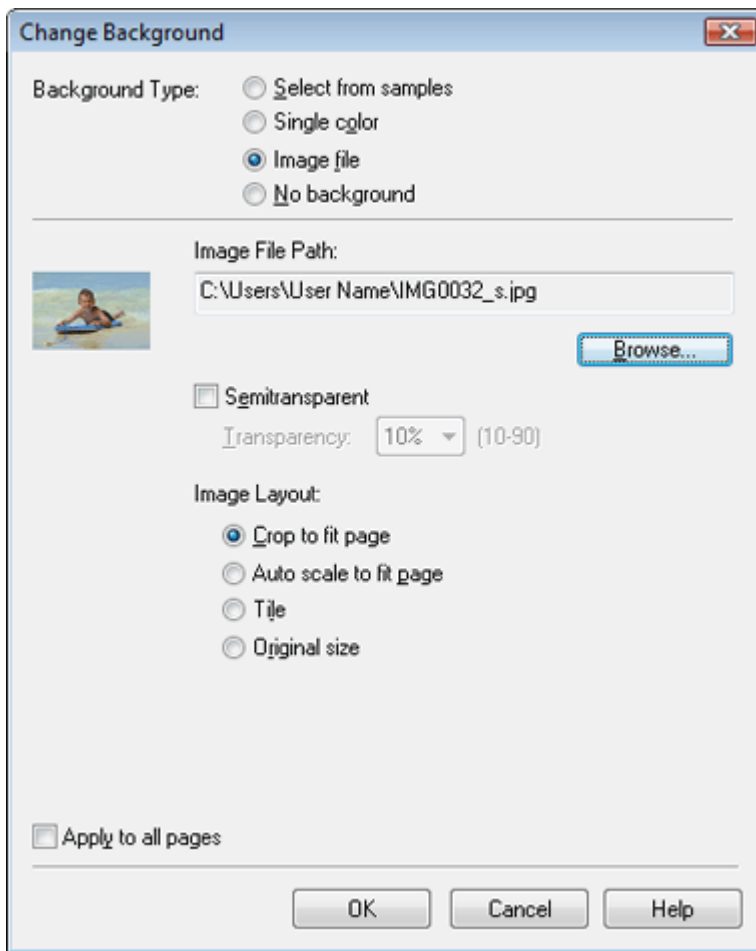 Change Background
Background Type:
Select from samples
Single color
Image file
No background
Image File Path:
C:\Users\User Name\IMG0032_s.jpg
Browse...
Semitransparent
Transparency: 10% (10-90)
Image Layout:
Crop to fit page
Auto scale to fit page
Tile
Original size
Apply to all pages
OK Cancel Help